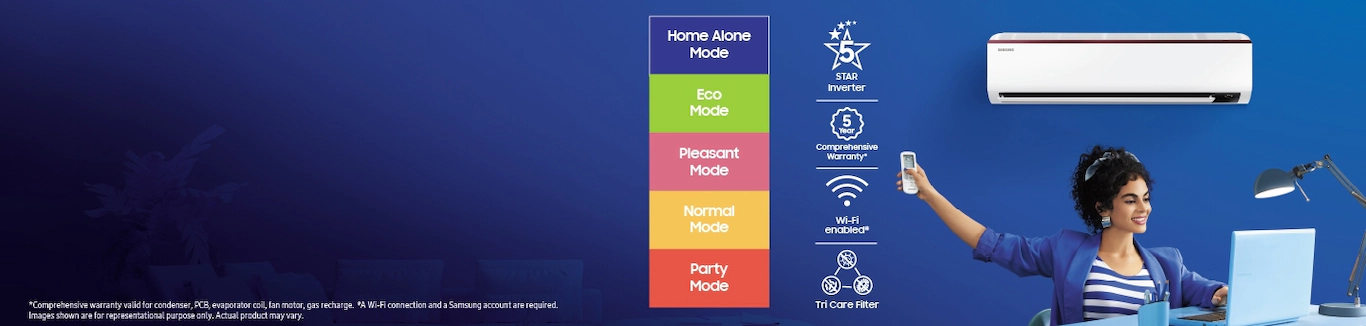 Home Alone
Mode
Eco
Mode
Pleasant
Mode
Normal
Mode
Party
Mode
5
STAR
Inverter
5
Year
Comprehensive
Warranty*
Wi-Fi
enabled#
Tri Care Filter
SAMSUNG
*Comprehensive warranty valid for condenser, PCB, evaporator coil, fan motor, gas recharge. #A Wi-Fi connection and a Samsung account are required.
Images shown are for representational purpose only. Actual product may vary.